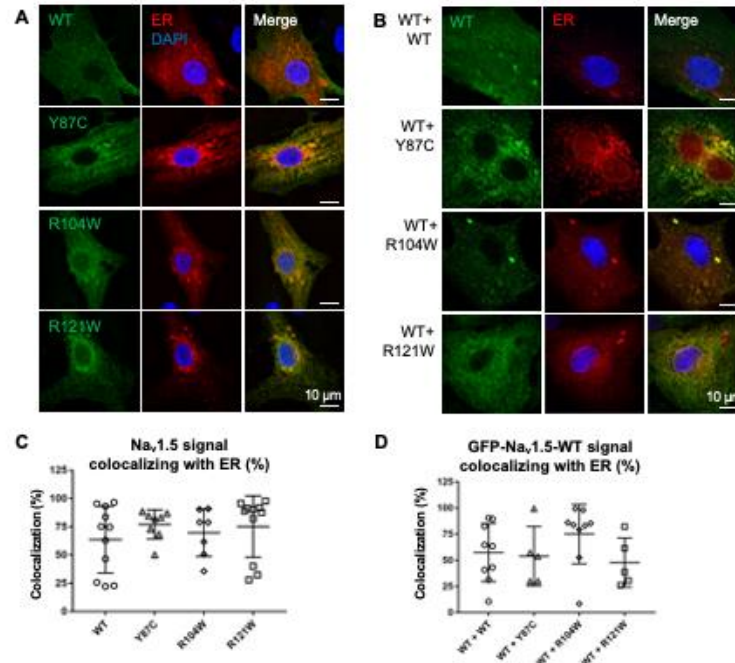 A
WT
ER
DAPI
Merge
Y87C
R104W
R121W
10 µm
B
WT+
WT
WT
ER
Merge
WT+
Y87C
WT+
R104W
WT+
R121W
10 µm
C
Naᵥ1.5 signal
colocalizing with ER (%)
Colocalization (%)
125
75
50
25
0
WT
Y87C
R104W
R121W
D
GFP-Naᵥ1.5-WT signal
colocalizing with ER (%)
Colocalization (%)
125
100
75
50
25
0
WT + WT
WT + Y87C
WT + R104W
WT + R121W